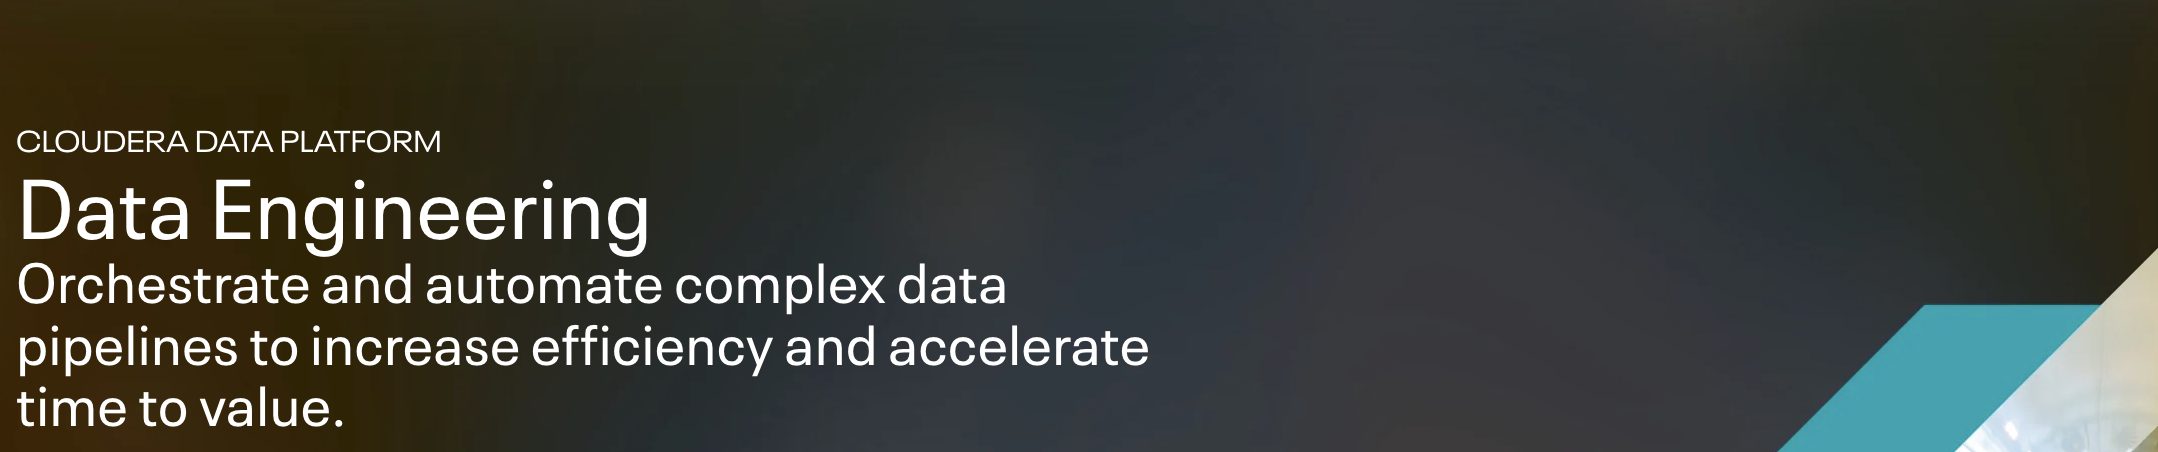 CLOUDERA DATA PLATFORM
Data Engineering
Orchestrate and automate complex data
pipelines to increase efficiency and accelerate
time to value.